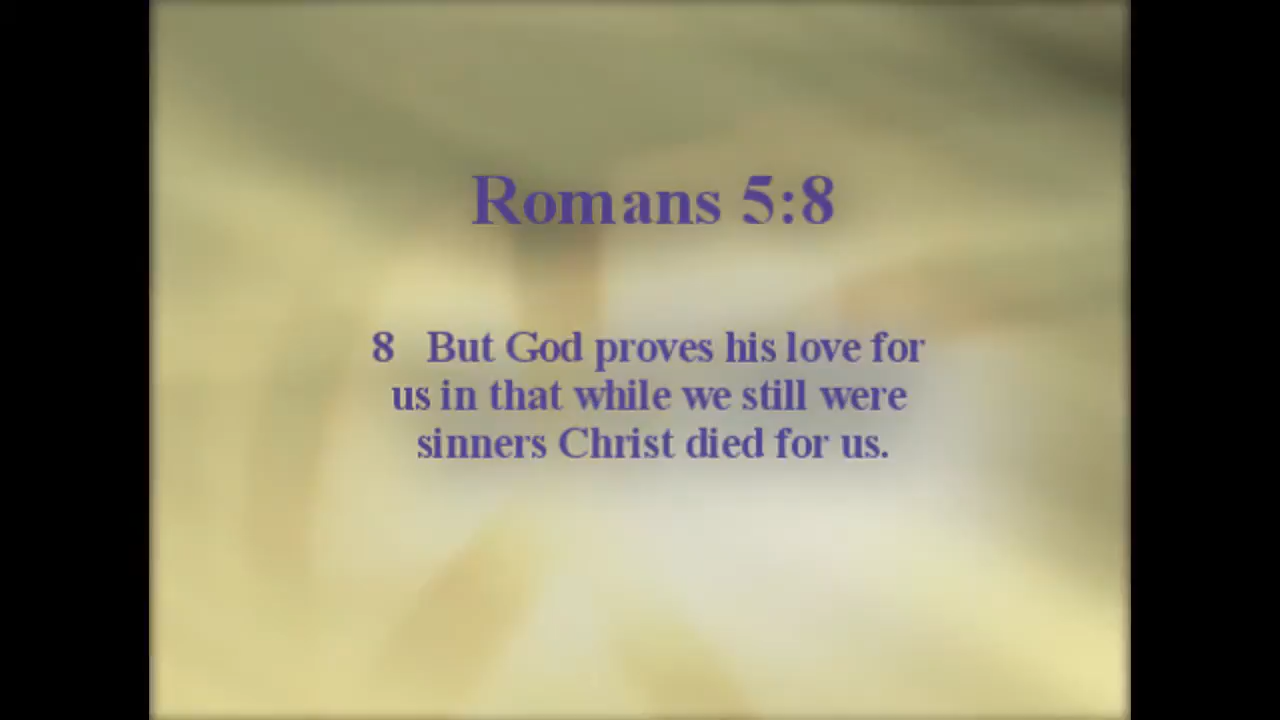 Romans 5:8
8 But God proves his love for
us in that while we still were
sinners Christ died for us.